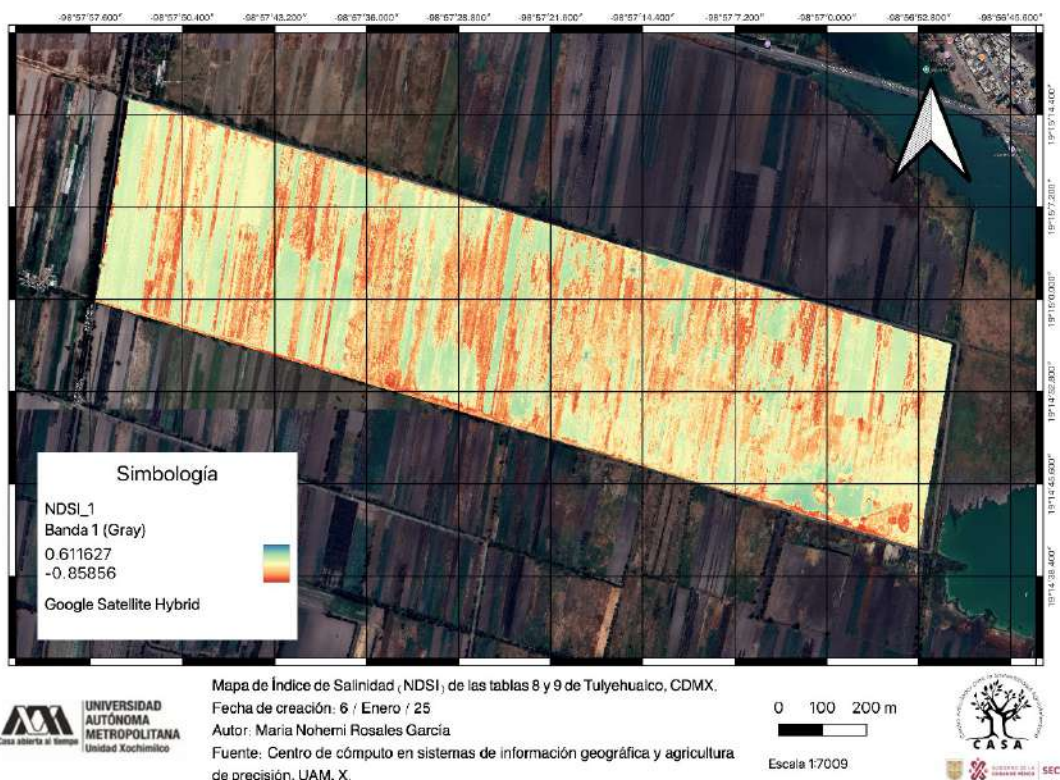 -98°57'57.600" -98°57'50.400" -98°57'43.200" -98°57'36.000" -98°57'28.800" -98°57'21.600" -98°57'14.400" -98°57'7.200" -98°57'0.000" -98°56'52.800" -98°56'45.600"
19°15'14.400"
19°15'7.200"
19°15'0.000"
19°14'52.800"
19°14'45.600"
19°14'38.400"
Simbología
NDSI_1
Banda 1 (Gray)
0.611627
-0.85856
Google Satellite Hybrid
Casa abierta al tiempo
UNIVERSIDAD
AUTÓNOMA
METROPOLITANA
Unidad Xochimilco
Mapa de Índice de Salinidad (NDSI) de las tablas 8 y 9 de Tulyehualco, CDMX.
Fecha de creación: 6 / Enero / 25
Autor: Maria Nohemi Rosales García
Fuente: Centro de cómputo en sistemas de información geográfica y agricultura
de precisión, UAM, X.
0 100 200 m
Escala 1:7009
CASA
GOBIERNO DE LA
CIUDAD DE MÉXICO
SEC